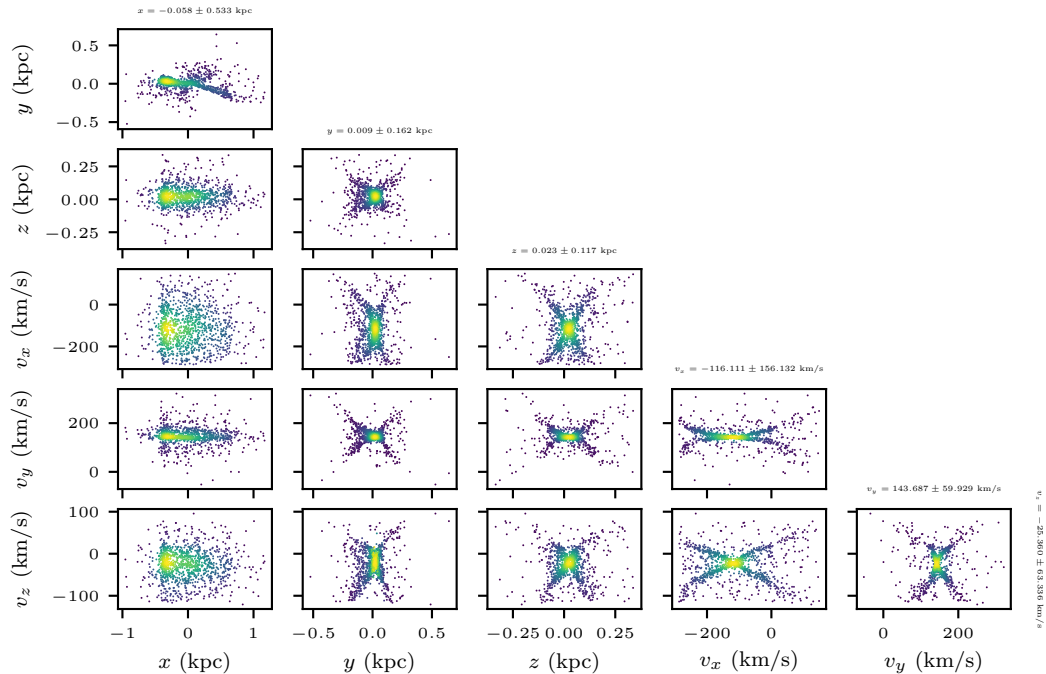 x = −0.058 ± 0.533 kpc
0.5
0.0
−0.5
y (kpc)
y = 0.009 ± 0.162 kpc
0.25
0.00
−0.25
z (kpc)
z = 0.023 ± 0.117 kpc
0
−200
v_x (km/s)
v_x = −116.111 ± 156.132 km/s
200
0
v_y (km/s)
v_y = 143.687 ± 59.929 km/s
100
0
−100
v_z (km/s)
v_z = −25.360 ± 63.336 km/s
−1 0 1
−0.5 0.0 0.5
−0.25 0.00 0.25
−200 0
0 200
x (kpc)
y (kpc)
z (kpc)
v_x (km/s)
v_y (km/s)